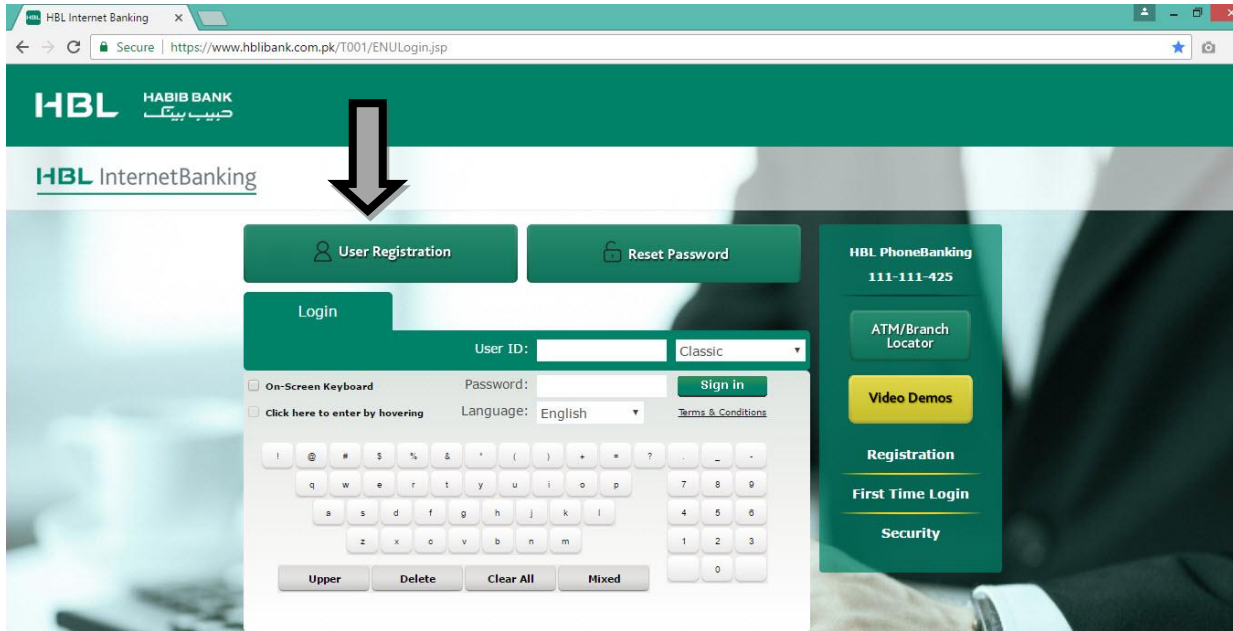 HBL Internet Banking
Secure | https://www.hblibank.com.pk/T001/ENULogin.jsp
HBL HABIB BANK
حبیب بینک
HBL InternetBanking
User Registration
Reset Password
Login
User ID:
Classic
On-Screen Keyboard
Password:
Sign in
Click here to enter by hovering
Language:
English
Terms & Conditions
! @ # $ % & * ( ) + = ? . _ -
q w e r t y u i o p 7 8 9
a s d f g h j k l 4 5 6
z x c v b n m 1 2 3
0
Upper Delete Clear All Mixed
HBL PhoneBanking
111-111-425
ATM/Branch
Locator
Video Demos
Registration
First Time Login
Security